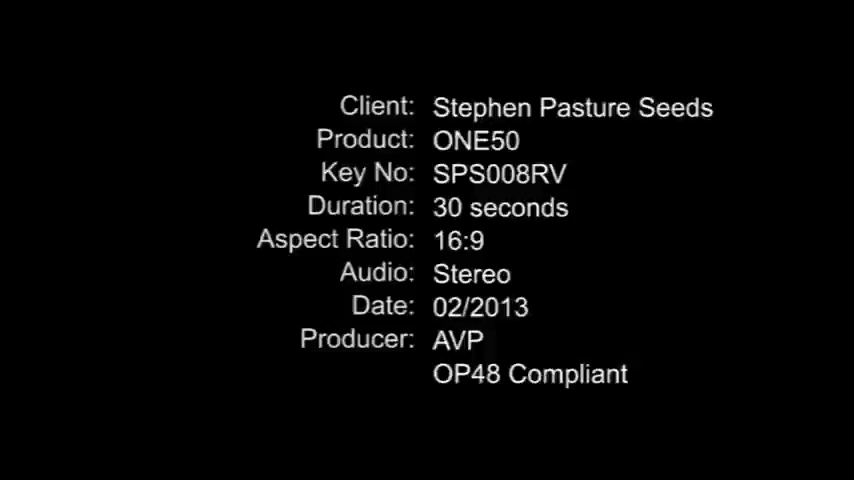 Client: Stephen Pasture Seeds
Product: ONE50
Key No: SPS008RV
Duration: 30 seconds
Aspect Ratio: 16:9
Audio: Stereo
Date: 02/2013
Producer: AVP
OP48 Compliant